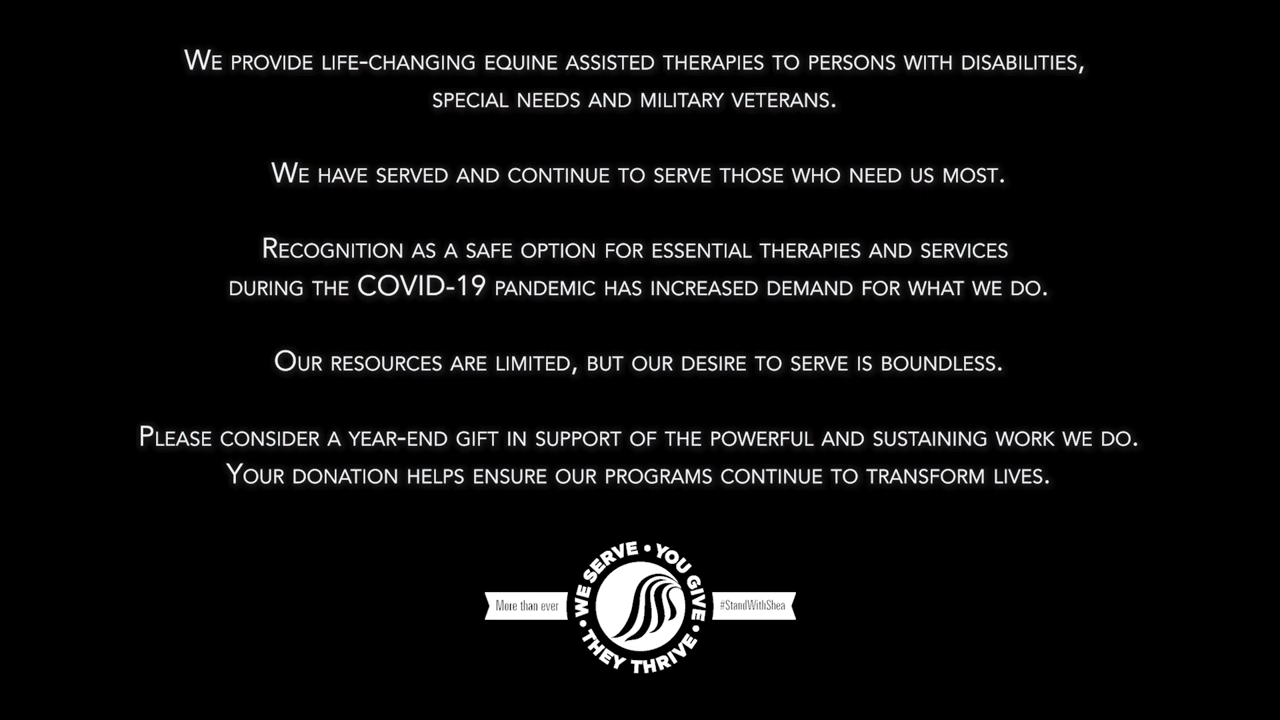 We provide life-changing equine assisted therapies to persons with disabilities,
special needs and military veterans.
We have served and continue to serve those who need us most.
Recognition as a safe option for essential therapies and services
during the COVID-19 pandemic has increased demand for what we do.
Our resources are limited, but our desire to serve is boundless.
Please consider a year-end gift in support of the powerful and sustaining work we do.
Your donation helps ensure our programs continue to transform lives.
More than ever
• WE SERVE • YOU GIVE • THEY THRIVE
#StandWithShea